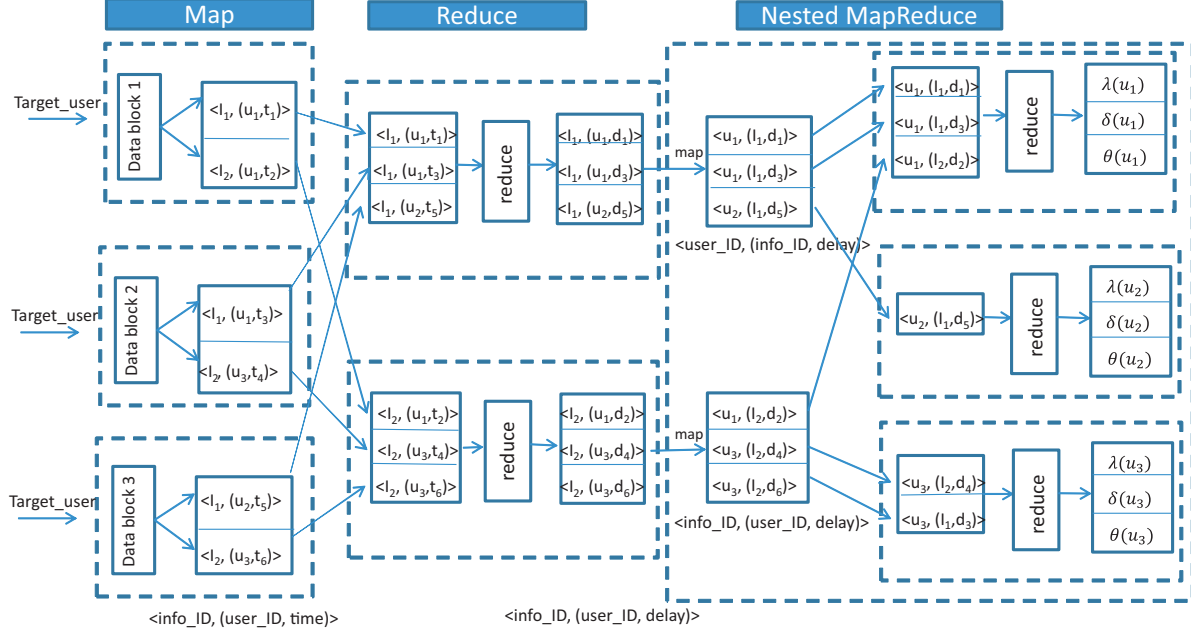 Map
Reduce
Nested MapReduce
Target_user
Data block 1
<I₁, (u₁,t₁)>
<I₂, (u₁,t₂)>
Target_user
Data block 2
<I₁, (u₁,t₃)>
<I₂, (u₃,t₄)>
Target_user
Data block 3
<I₁, (u₂,t₅)>
<I₂, (u₃,t₆)>
<info_ID, (user_ID, time)>
<I₁, (u₁,t₁)>
<I₁, (u₁,t₃)>
<I₁, (u₂,t₅)>
reduce
<I₁, (u₁,d₁)>
<I₁, (u₁,d₃)>
<I₁, (u₂,d₅)>
<I₂, (u₁,t₂)>
<I₂, (u₃,t₄)>
<I₂, (u₃,t₆)>
reduce
<I₂, (u₁,d₂)>
<I₂, (u₃,d₄)>
<I₂, (u₃,d₆)>
<info_ID, (user_ID, delay)>
map
<u₁, (I₁,d₁)>
<u₁, (I₁,d₃)>
<u₂, (I₁,d₅)>
<user_ID, (info_ID, delay)>
map
<u₁, (I₂,d₂)>
<u₃, (I₂,d₄)>
<u₃, (I₂,d₆)>
<info_ID, (user_ID, delay)>
<u₁, (I₁,d₁)>
<u₁, (I₁,d₃)>
<u₁, (I₂,d₂)>
reduce
λ(u₁)
δ(u₁)
θ(u₁)
<u₂, (I₁,d₅)>
reduce
λ(u₂)
δ(u₂)
θ(u₂)
<u₃, (I₂,d₄)>
<u₃, (I₁,d₃)>
reduce
λ(u₃)
δ(u₃)
θ(u₃)